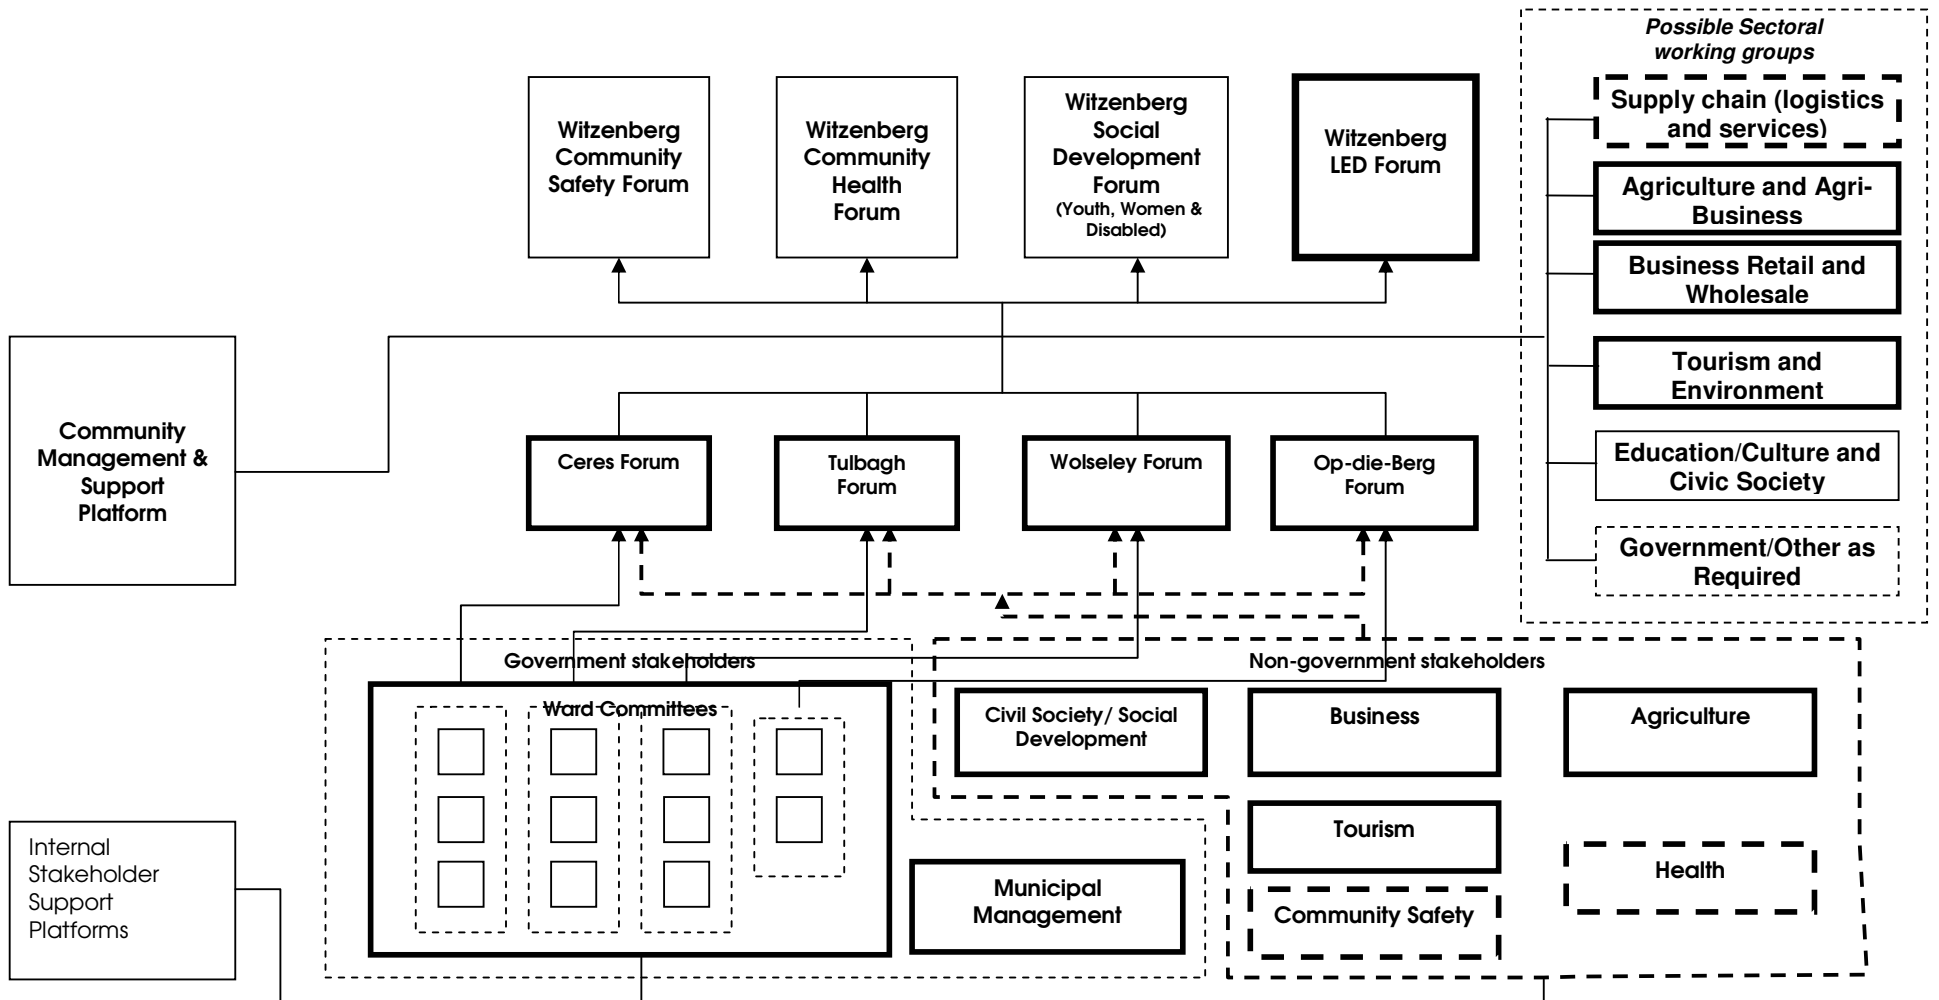 Possible Sectoral
working groups
Supply chain (logistics
and services)
Agriculture and Agri-
Business
Business Retail and
Wholesale
Tourism and
Environment
Education/Culture and
Civic Society
Government/Other as
Required
Witzenberg
Community
Safety Forum
Witzenberg
Community
Health
Forum
Witzenberg
Social
Development
Forum
(Youth, Women &
Disabled)
Witzenberg
LED Forum
Community
Management &
Support
Platform
Ceres Forum
Tulbagh
Forum
Wolseley Forum
Op-die-Berg
Forum
Government stakeholders
Non-government stakeholders
Ward Committees
Civil Society/ Social
Development
Business
Agriculture
Tourism
Health
Municipal
Management
Community Safety
Internal
Stakeholder
Support
Platforms